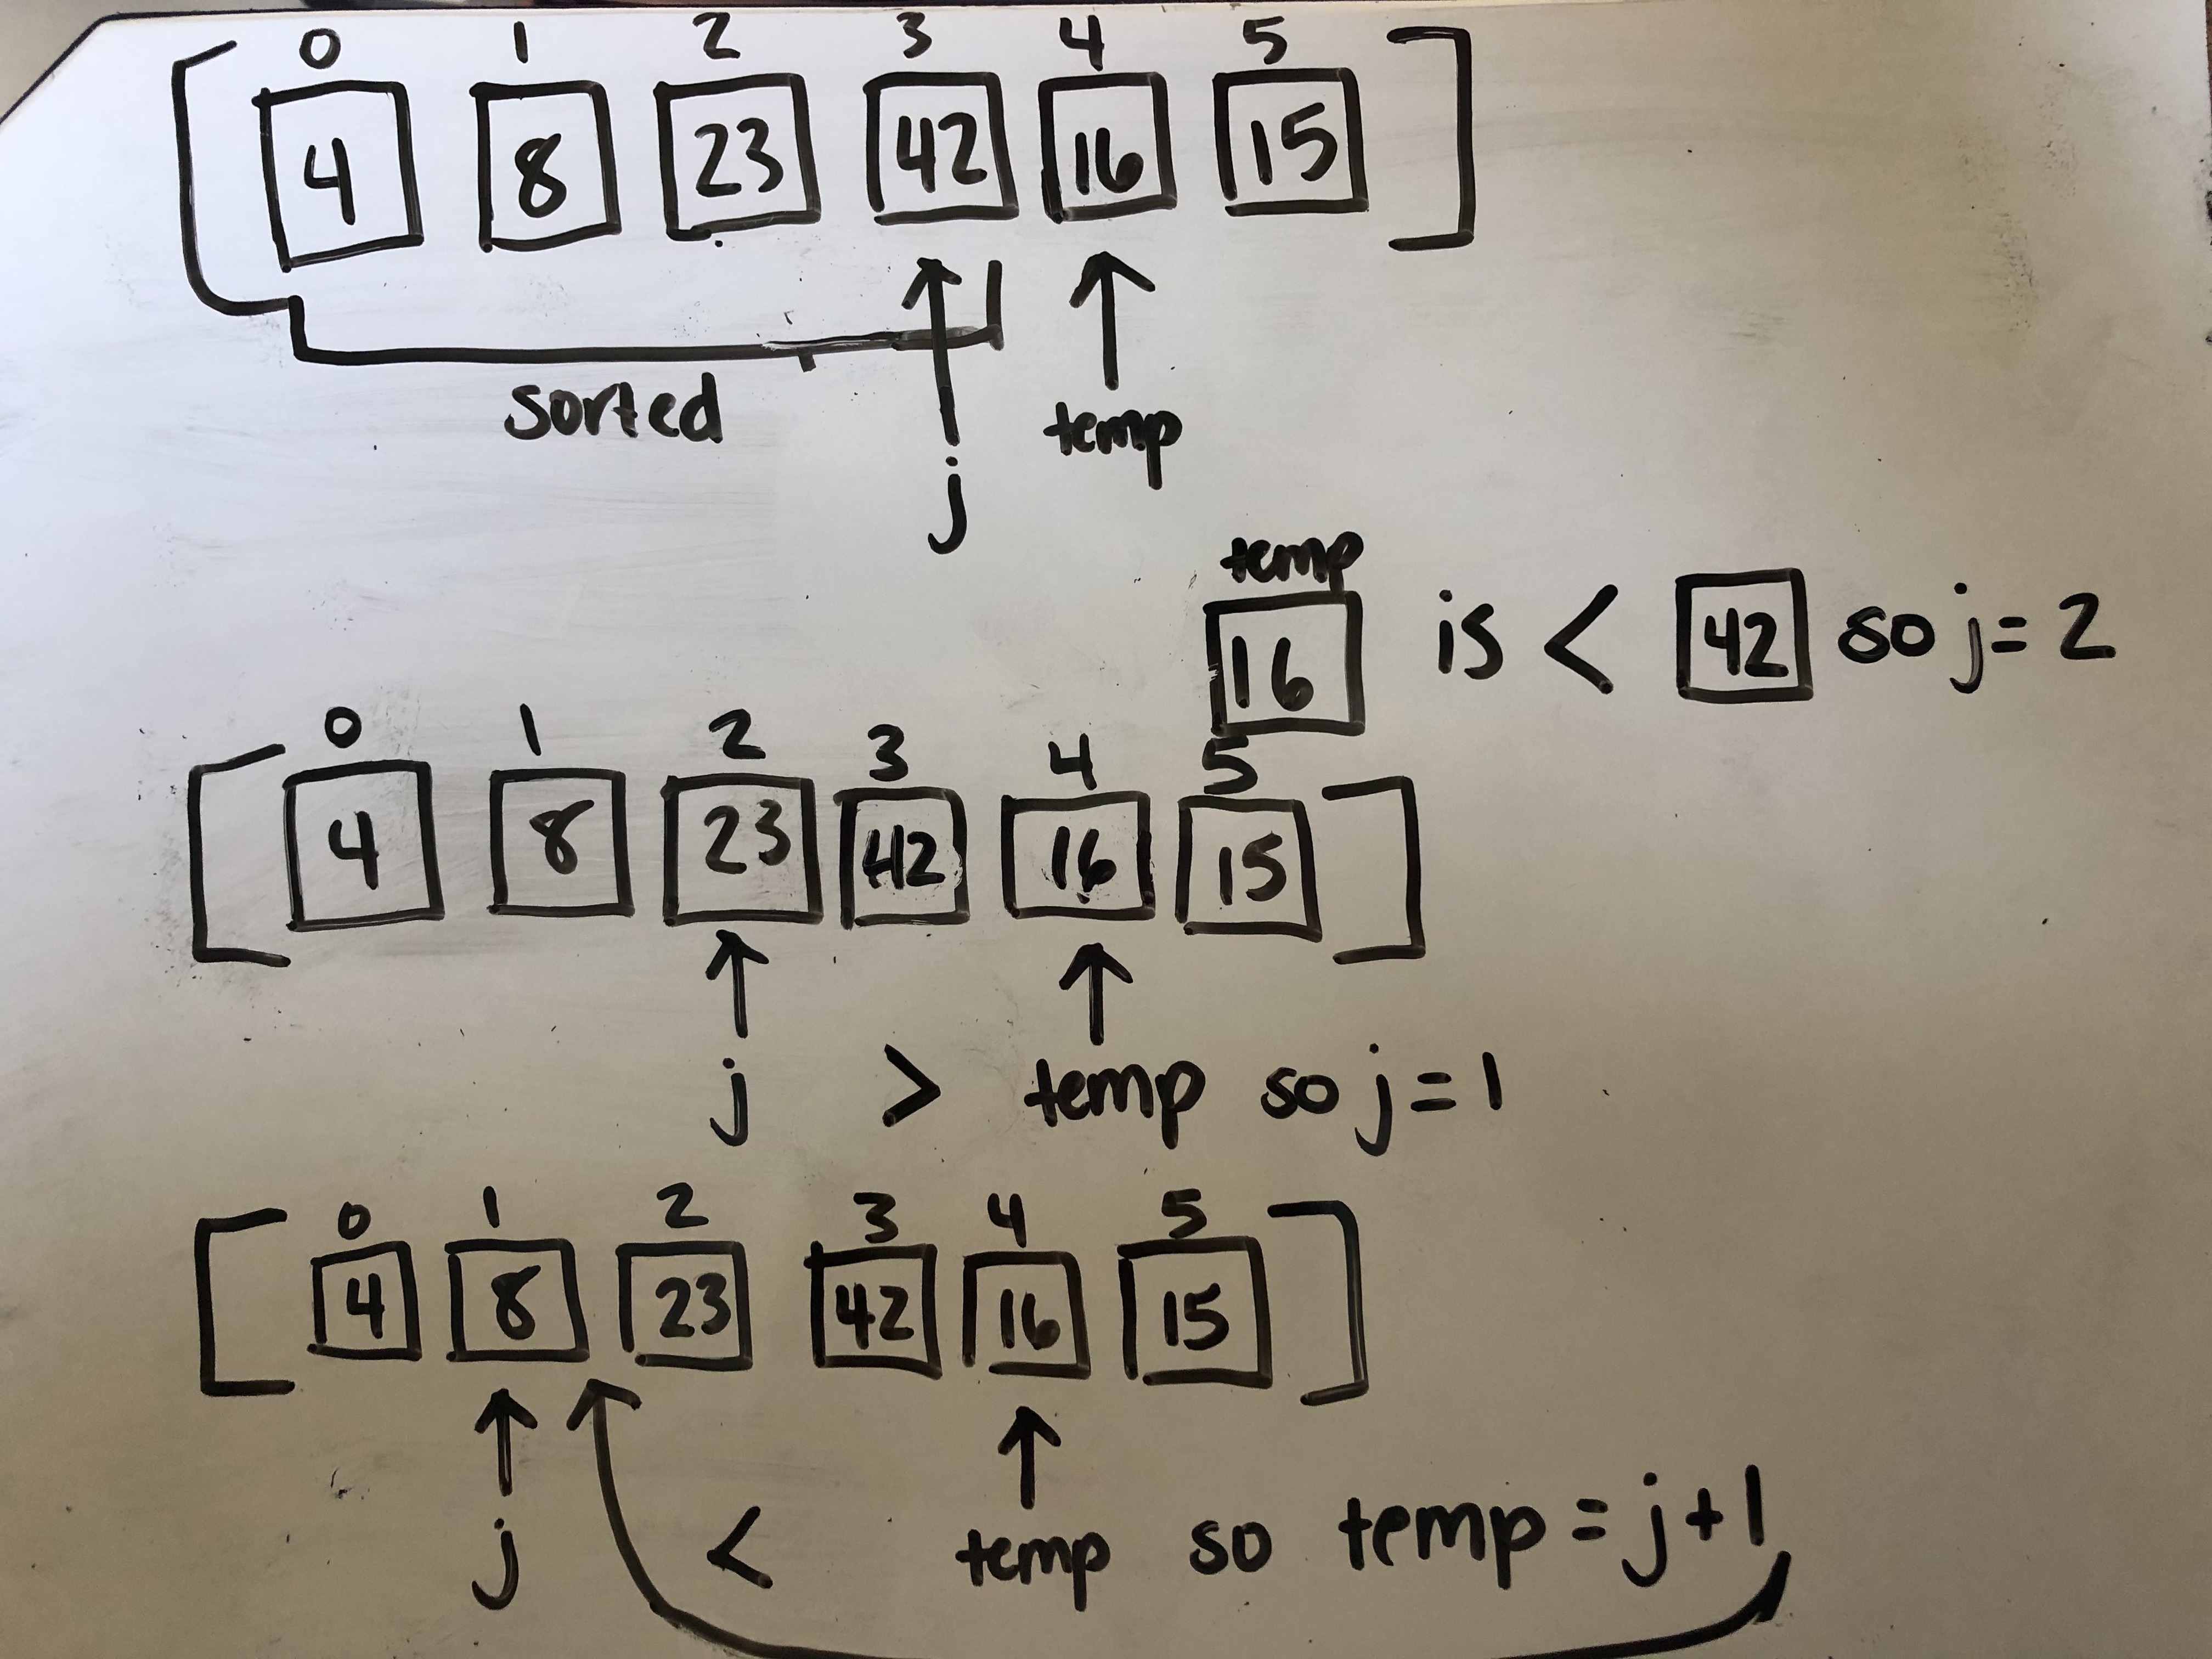 0 1 2 3 4 5
[ 4 8 23 42 16 15 ]
sorted
temp
j
temp
16 is < 42 so j = 2
0 1 2 3 4 5
[ 4 8 23 42 16 15 ]
j > temp so j = 1
0 1 2 3 4 5
[ 4 8 23 42 16 15 ]
j < temp so temp = j + 1